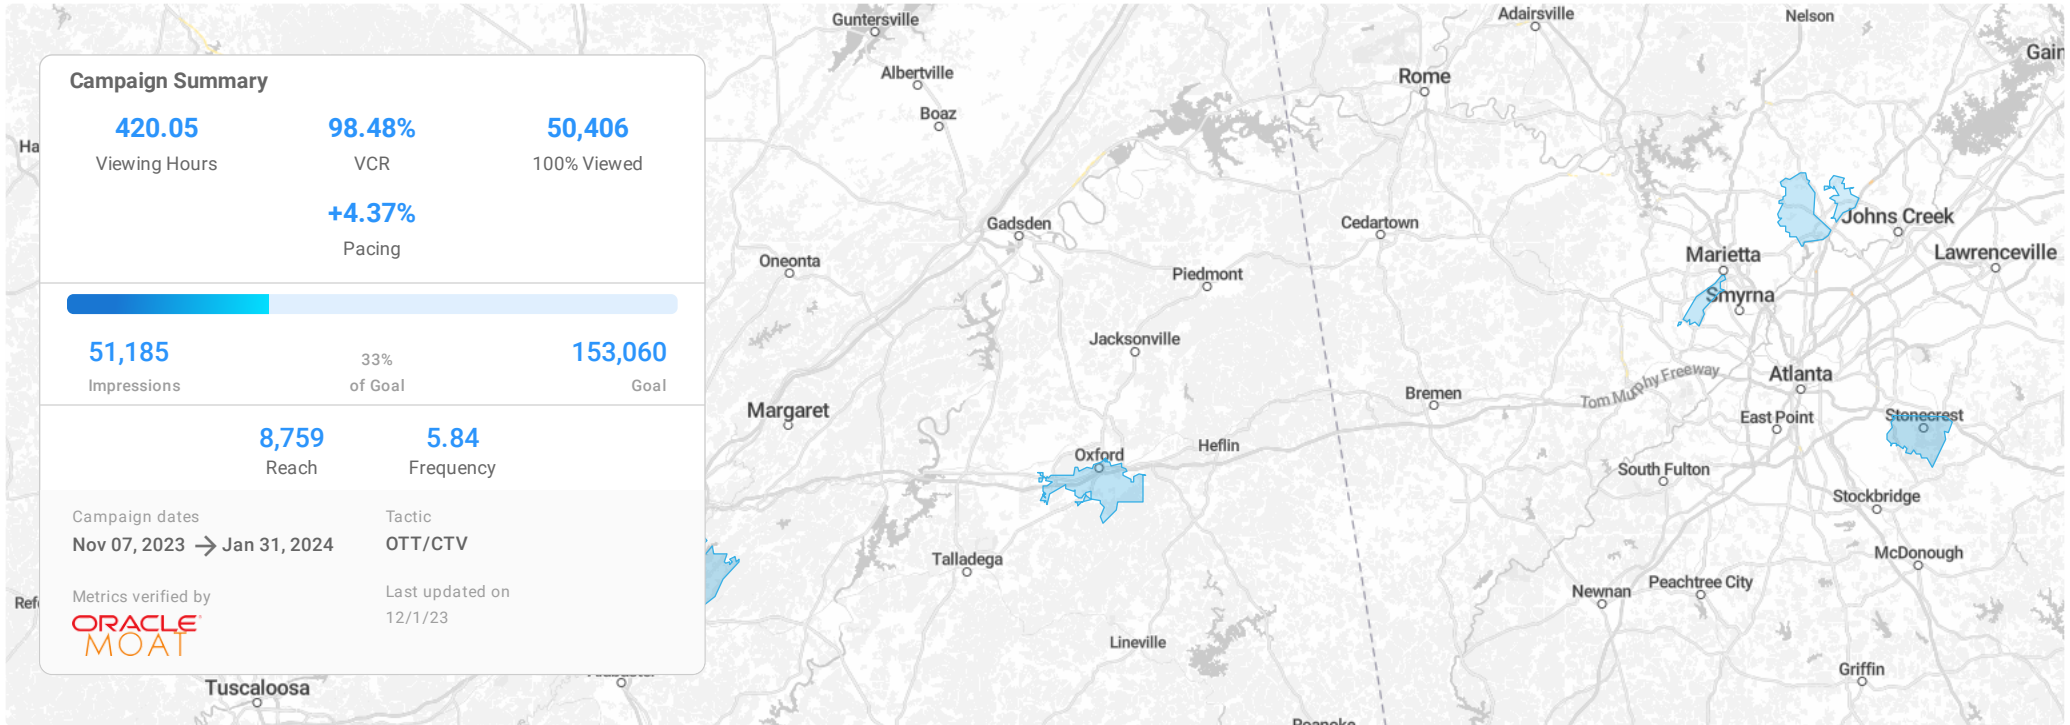 Campaign Summary
420.05 98.48% 50,406
Viewing Hours VCR 100% Viewed
+4.37%
Pacing
51,185 33% 153,060
Impressions of Goal Goal
8,759 5.84
Reach Frequency
Campaign dates Tactic
Nov 07, 2023 → Jan 31, 2024 OTT/CTV
Metrics verified by Last updated on
ORACLE 12/1/23
MOAT
Guntersville
Adairsville
Nelson
Gain
Albertville
Rome
Boaz
Ha
Gadsden
Cedartown
Johns Creek
Oneonta
Piedmont
Marietta
Lawrenceville
Smyrna
Jacksonville
Tom Murphy Freeway
Atlanta
Margaret
Bremen
East Point
Stonecrest
Oxford
Heflin
South Fulton
Stockbridge
Talladega
McDonough
Newnan
Peachtree City
Refo
Lineville
Griffin
Tuscaloosa
Roanoke